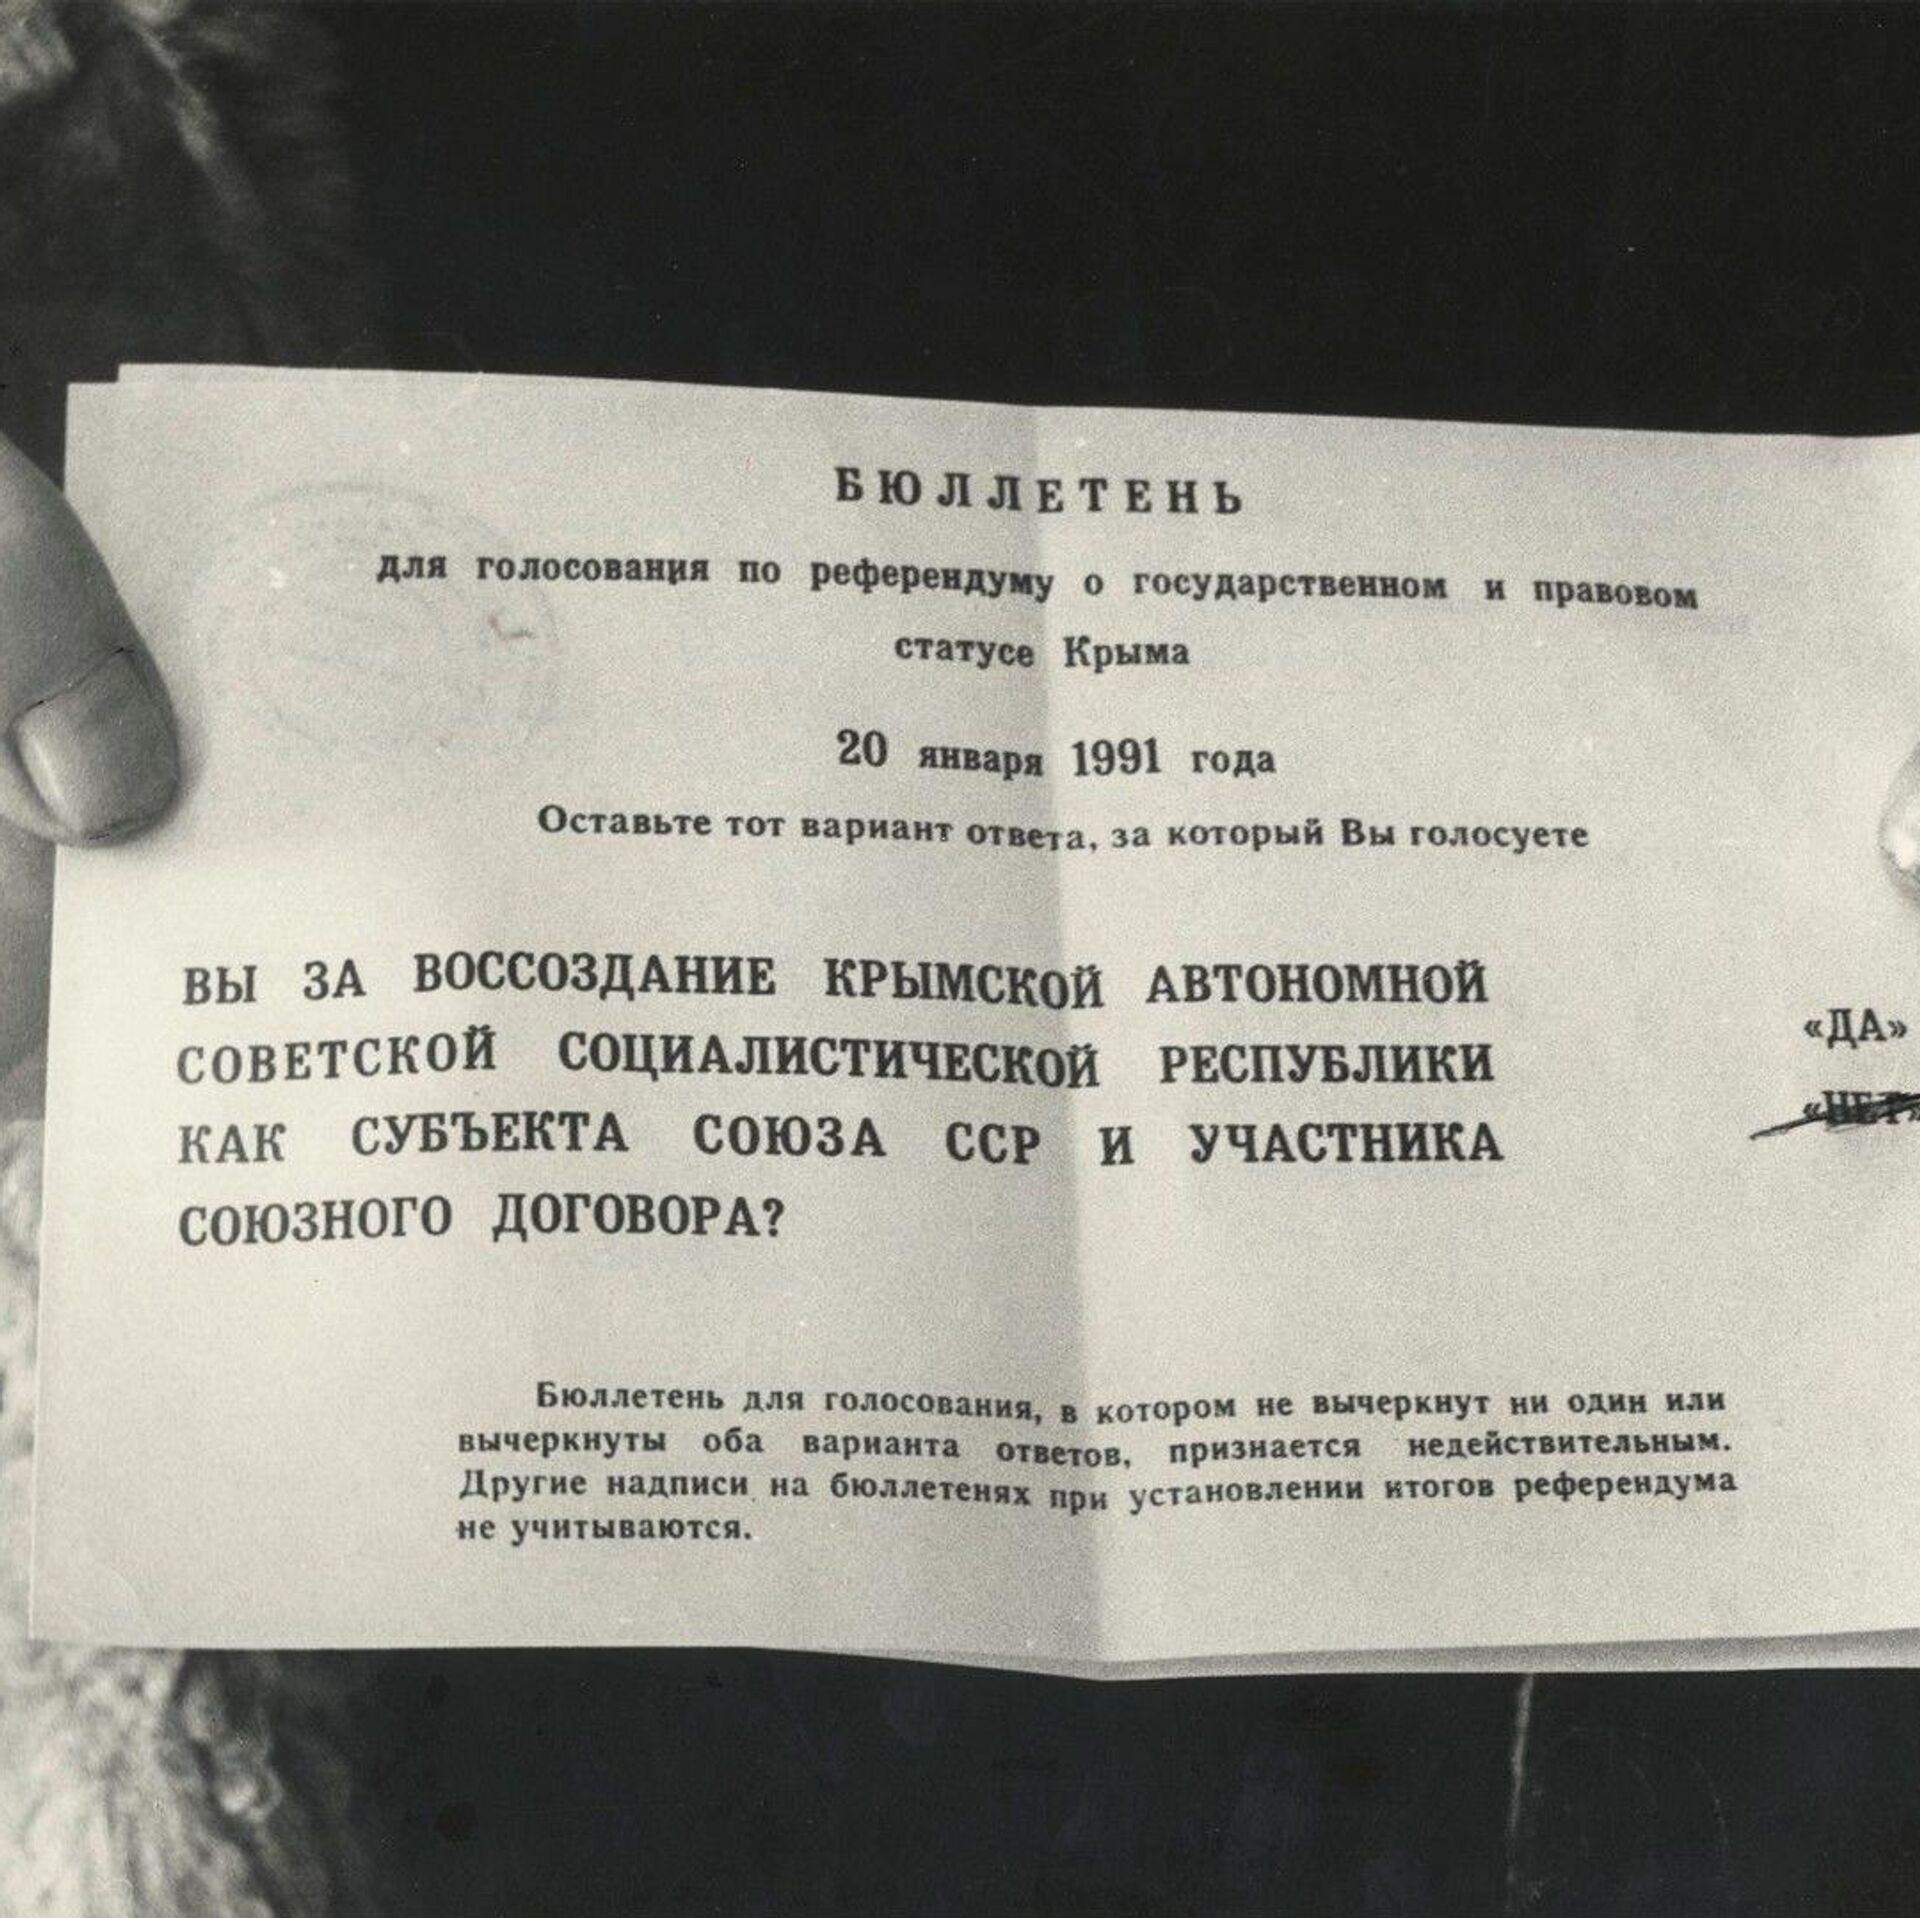 БЮЛЛЕТЕНЬ
для голосования по референдуму о государственном и правовом
статусе Крыма
20 января 1991 года
Оставьте тот вариант ответа, за который Вы голосуете
ВЫ ЗА ВОССОЗДАНИЕ КРЫМСКОЙ АВТОНОМНОЙ
СОВЕТСКОЙ СОЦИАЛИСТИЧЕСКОЙ РЕСПУБЛИКИ
КАК СУБЪЕКТА СОЮЗА ССР И УЧАСТНИКА
СОЮЗНОГО ДОГОВОРА?
«ДА»
«НЕТ»
Бюллетень для голосования, в котором не вычеркнут ни один или
вычеркнуты оба варианта ответов, признается недействительным.
Другие надписи на бюллетенях при установлении итогов референдума
не учитываются.